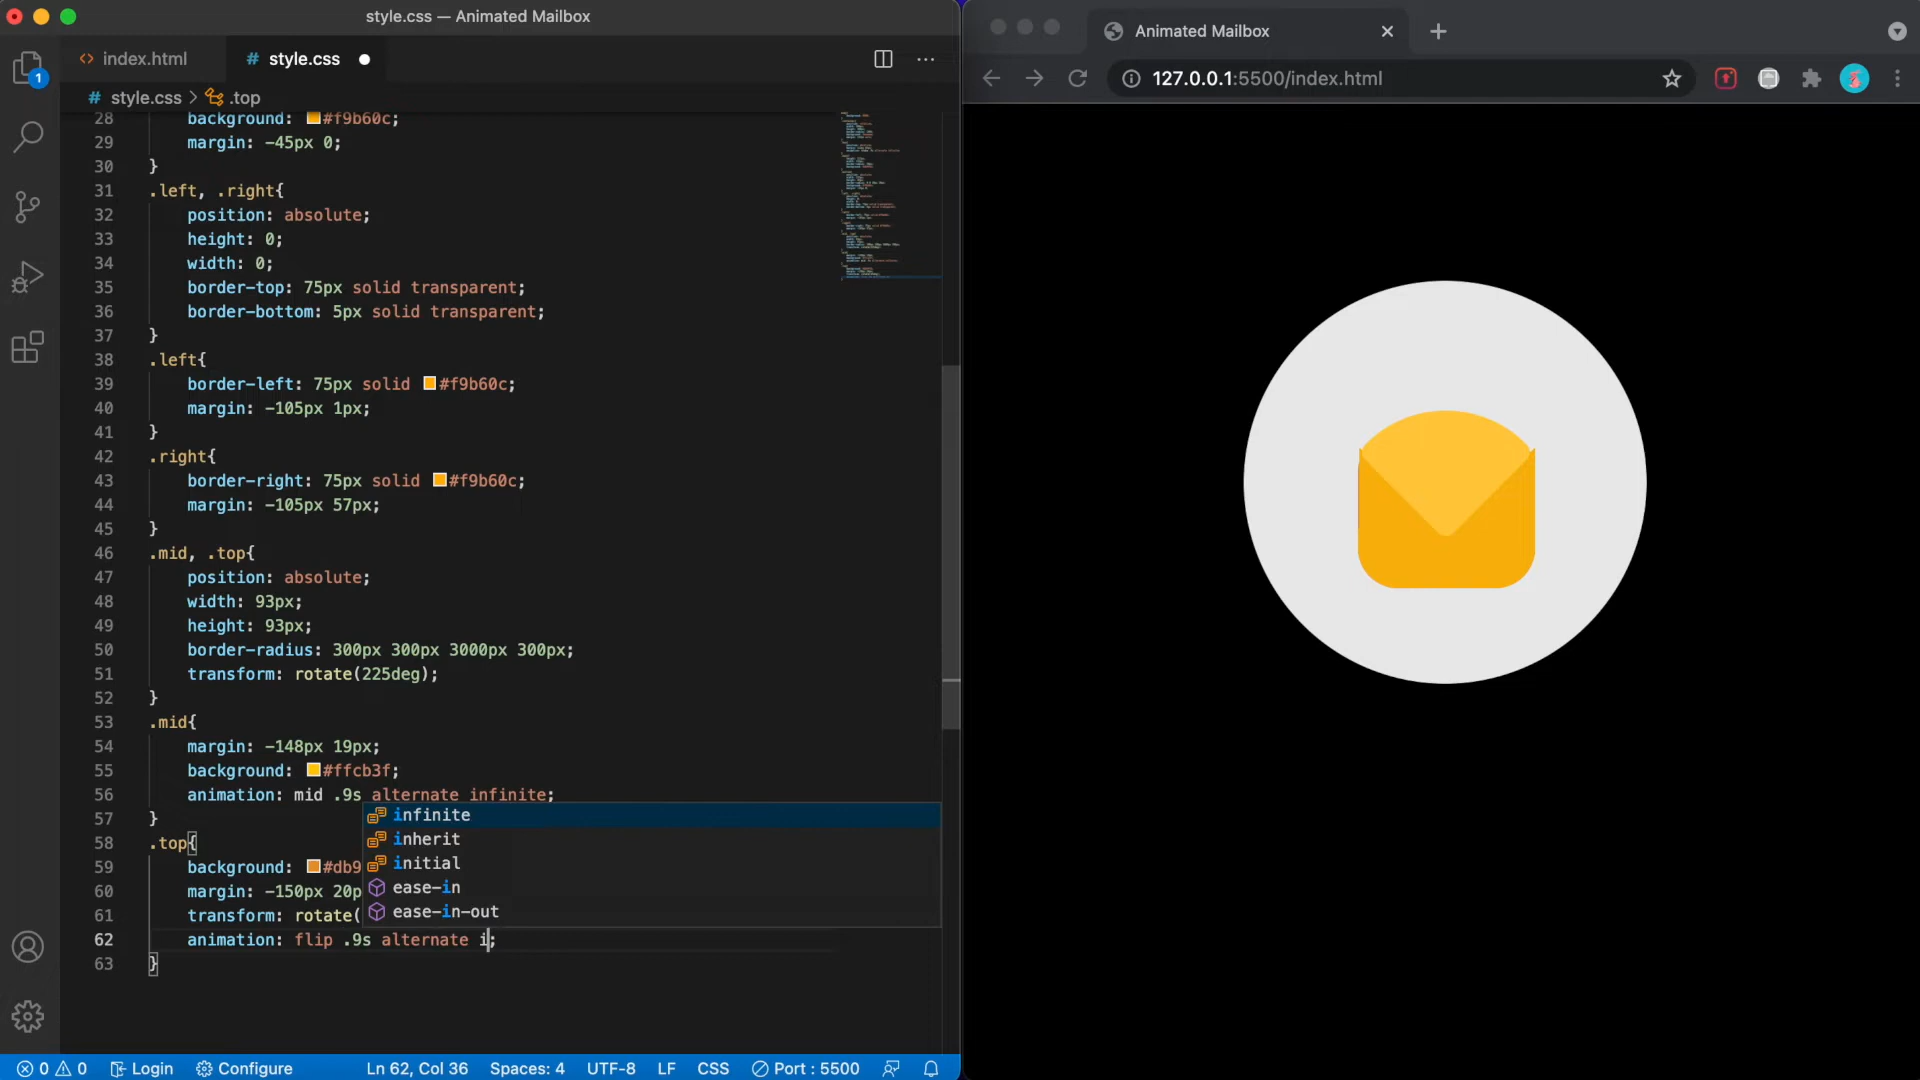 style.css — Animated Mailbox
index.html
# style.css
1
# style.css > .top
28 background: #f9b60c;
29 margin: -45px 0;
30 }
31 .left, .right{
32 position: absolute;
33 height: 0;
34 width: 0;
35 border-top: 75px solid transparent;
36 border-bottom: 5px solid transparent;
37 }
38 .left{
39 border-left: 75px solid #f9b60c;
40 margin: -105px 1px;
41 }
42 .right{
43 border-right: 75px solid #f9b60c;
44 margin: -105px 57px;
45 }
46 .mid, .top{
47 position: absolute;
48 width: 93px;
49 height: 93px;
50 border-radius: 300px 300px 3000px 300px;
51 transform: rotate(225deg);
52 }
53 .mid{
54 margin: -148px 19px;
55 background: #ffcb3f;
56 animation: mid .9s alternate infinite;
57 }
58 .top{
59 background: #db9
60 margin: -150px 20p
61 transform: rotate(
62 animation: flip .9s alternate i;
63 }
infinite
inherit
initial
ease-in
ease-in-out
0 0 Login Configure Ln 62, Col 36 Spaces: 4 UTF-8 LF CSS Port : 5500
Animated Mailbox
127.0.0.1:5500/index.html